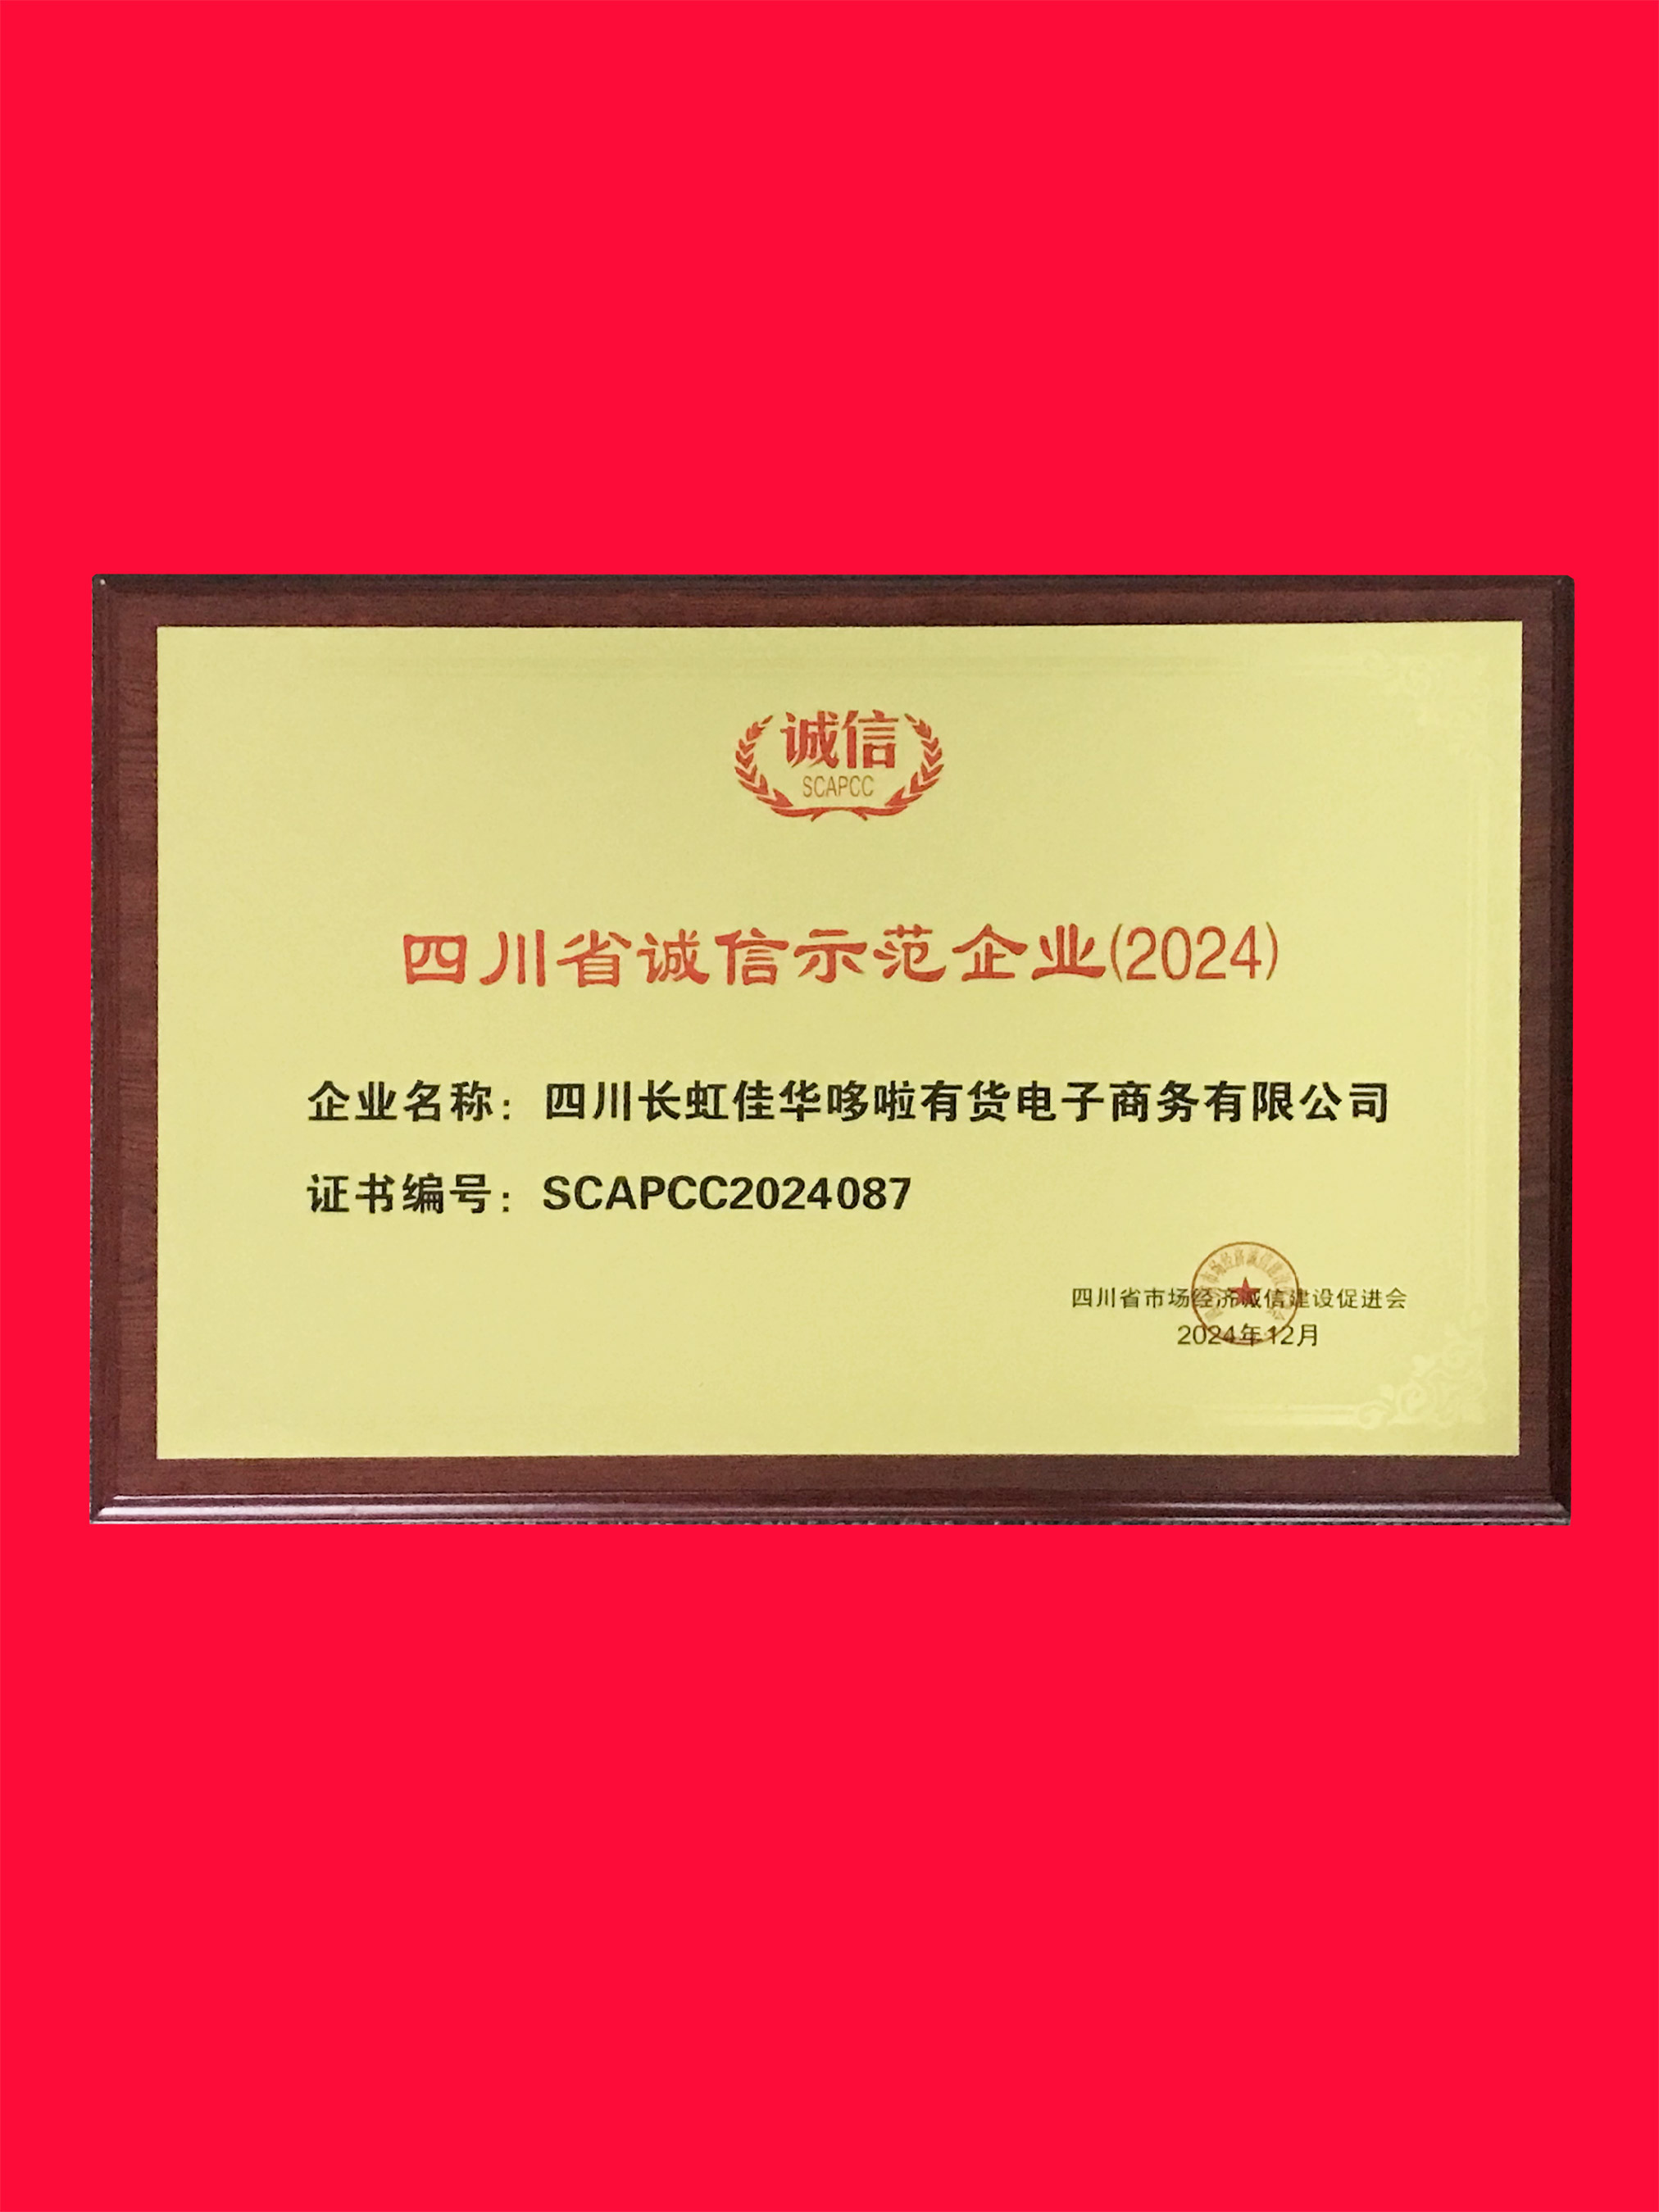 诚信
SCAPCC
四川省诚信示范企业(2024)
企业名称：四川长虹佳华哆啦有货电子商务有限公司
证书编号：SCAPCC2024087
四川省市场经济诚信建设促进会
2024年12月